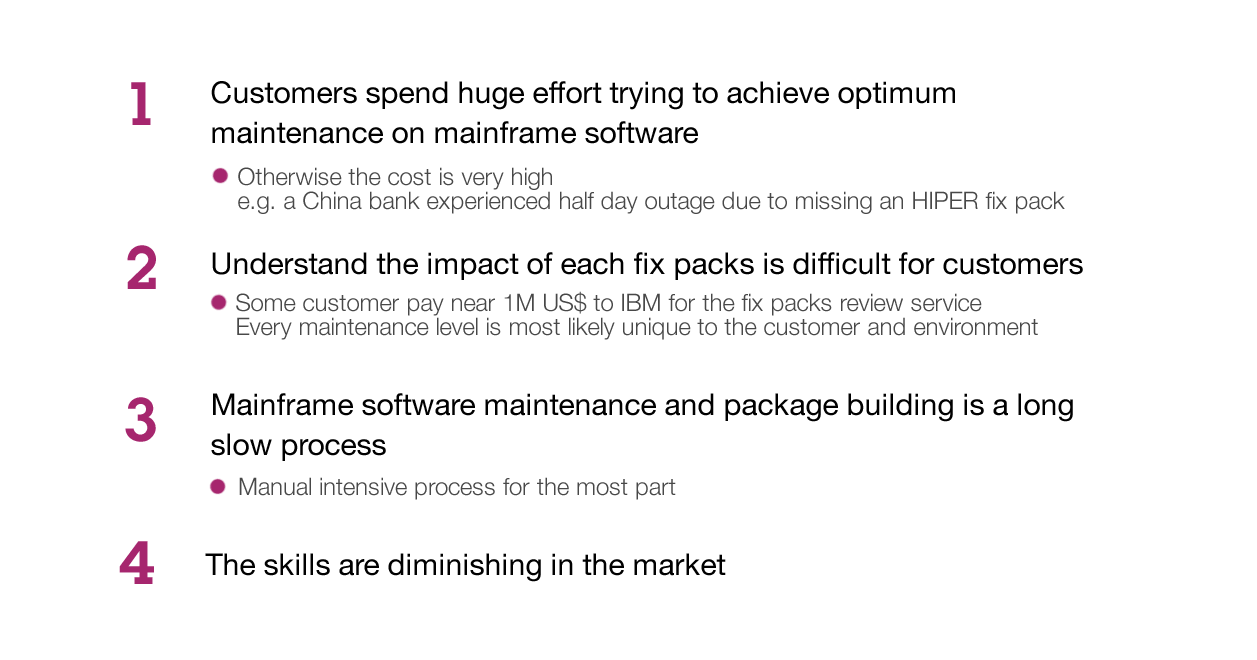 1 Customers spend huge effort trying to achieve optimum
maintenance on mainframe software
Otherwise the cost is very high
e.g. a China bank experienced half day outage due to missing an HIPER fix pack
2 Understand the impact of each fix packs is difficult for customers
Some customer pay near 1M US$ to IBM for the fix packs review service
Every maintenance level is most likely unique to the customer and environment
3 Mainframe software maintenance and package building is a long
slow process
Manual intensive process for the most part
4 The skills are diminishing in the market